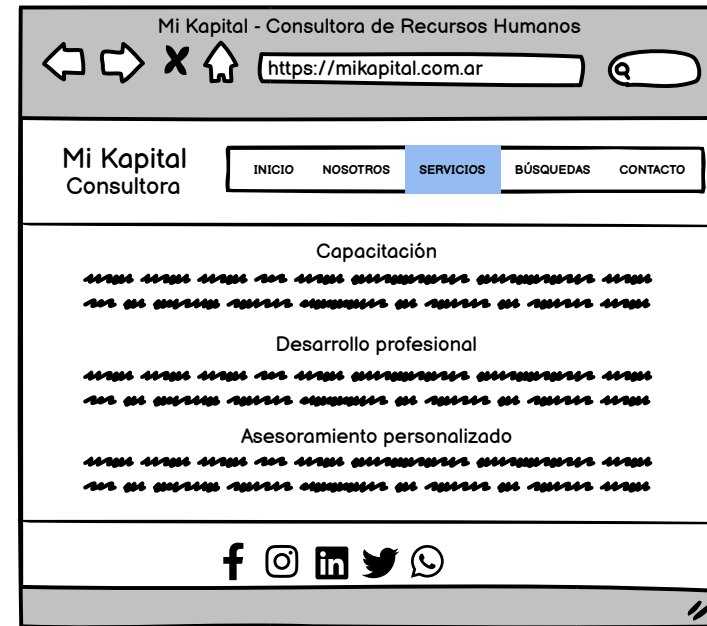 Mi Kapital - Consultora de Recursos Humanos
https://mikapital.com.ar
Mi Kapital
Consultora
INICIO NOSOTROS SERVICIOS BÚSQUEDAS CONTACTO
Capacitación
Desarrollo profesional
Asesoramiento personalizado